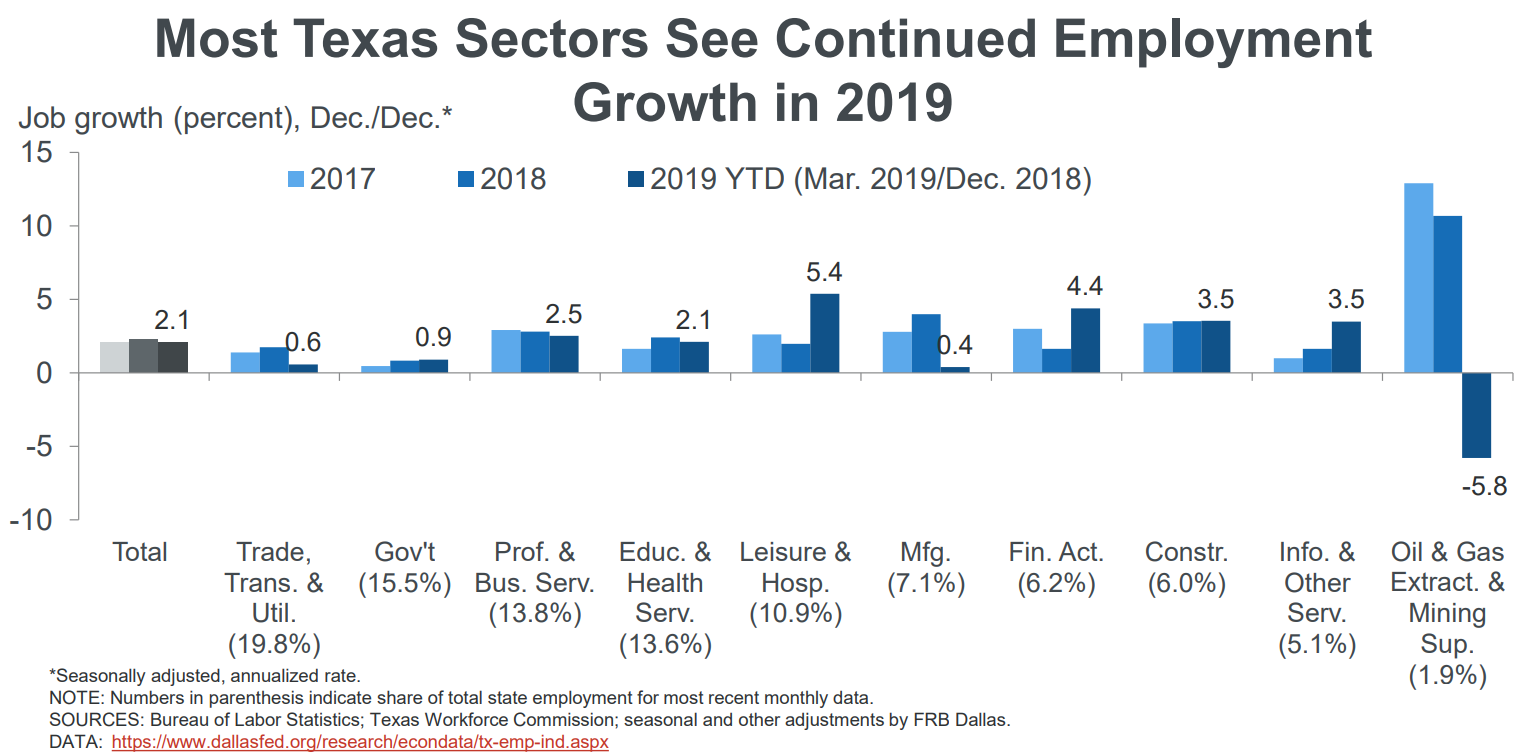 Most Texas Sectors See Continued Employment
Growth in 2019
Job growth (percent), Dec./Dec.*
15
10
5
0
-5
-10
2017
2018
2019 YTD (Mar. 2019/Dec. 2018)
2.1
0.6
0.9
2.5
2.1
5.4
0.4
4.4
3.5
3.5
-5.8
Total
Trade,
Trans. &
Util.
(19.8%)
Gov't
(15.5%)
Prof. &
Bus. Serv.
(13.8%)
Educ. &
Health
Serv.
(13.6%)
Leisure &
Hosp.
(10.9%)
Mfg.
(7.1%)
Fin. Act.
(6.2%)
Constr.
(6.0%)
Info. &
Other
Serv.
(5.1%)
Oil & Gas
Extract. &
Mining
Sup.
(1.9%)
*Seasonally adjusted, annualized rate.
NOTE: Numbers in parenthesis indicate share of total state employment for most recent monthly data.
SOURCES: Bureau of Labor Statistics; Texas Workforce Commission; seasonal and other adjustments by FRB Dallas.
DATA: https://www.dallasfed.org/research/econdata/tx-emp-ind.aspx